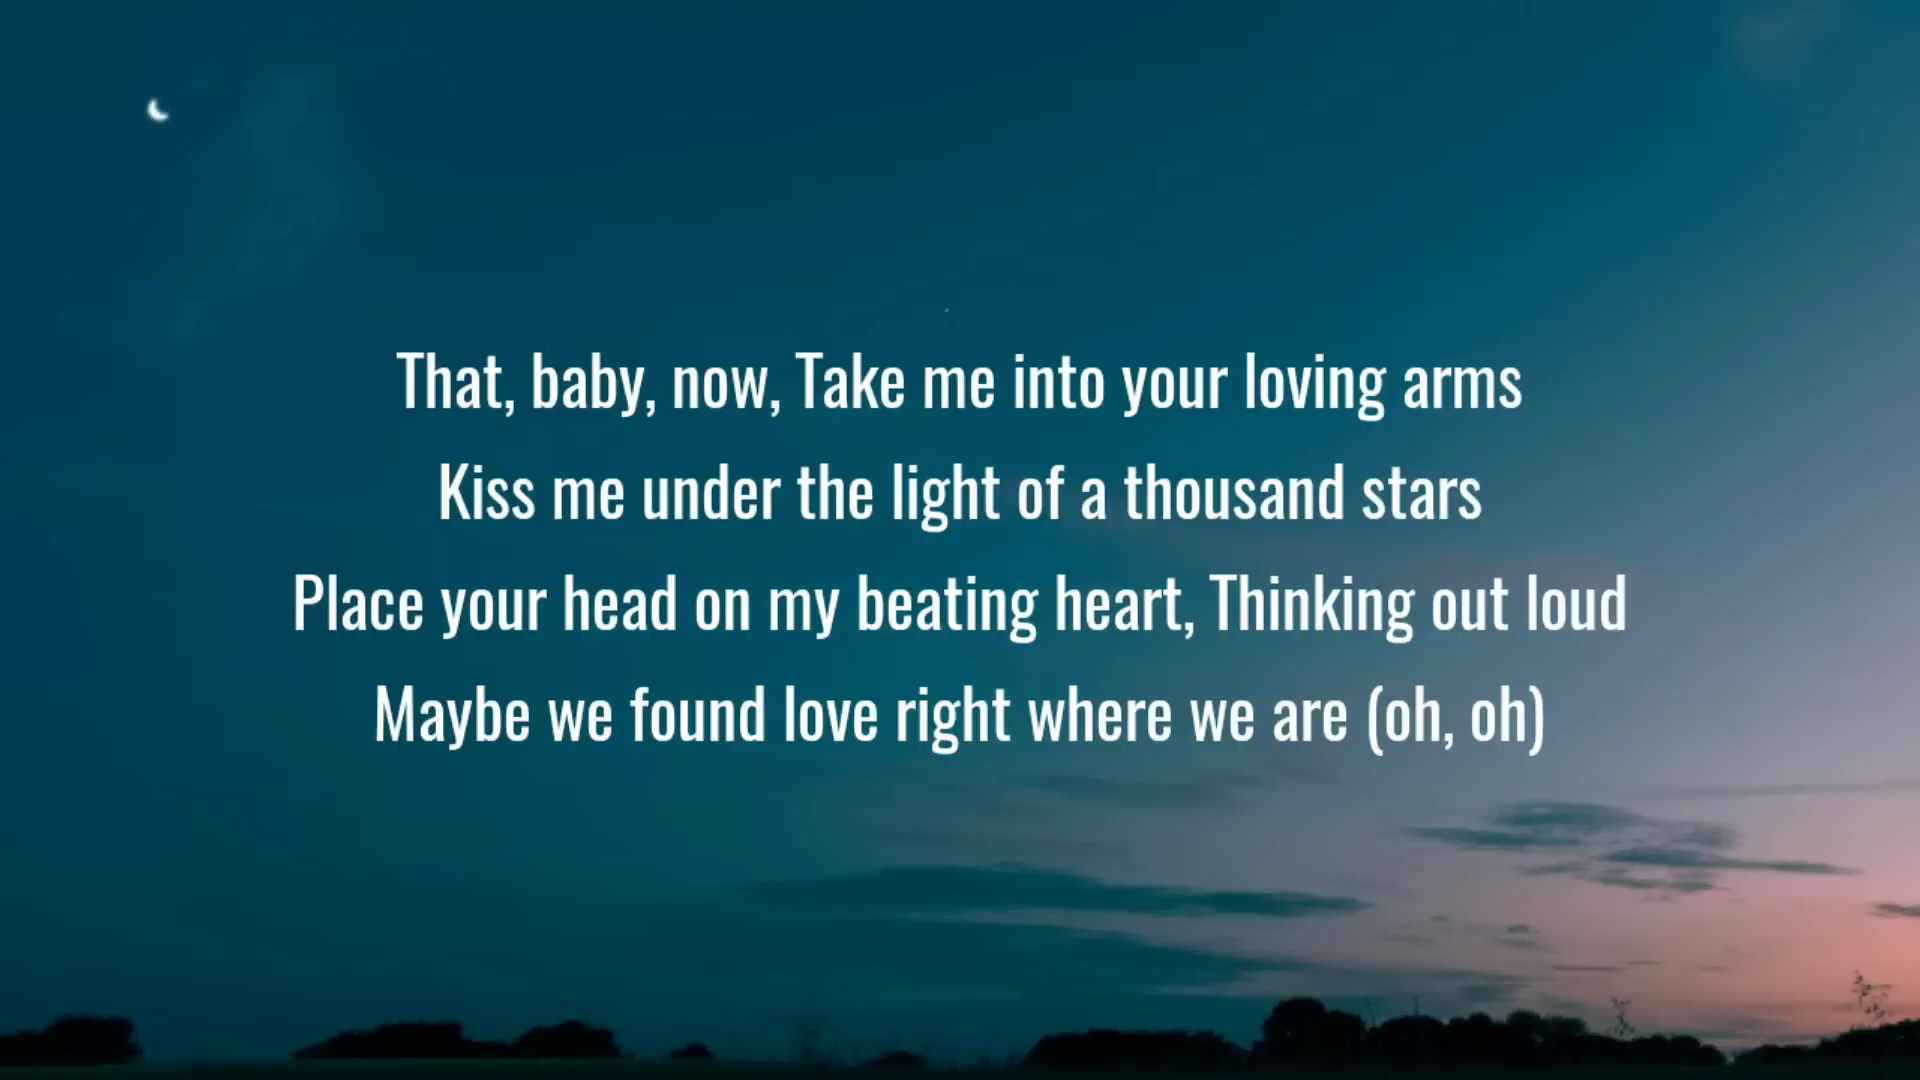 That, baby, now, Take me into your loving arms
Kiss me under the light of a thousand stars
Place your head on my beating heart, Thinking out loud
Maybe we found love right where we are (oh, oh)